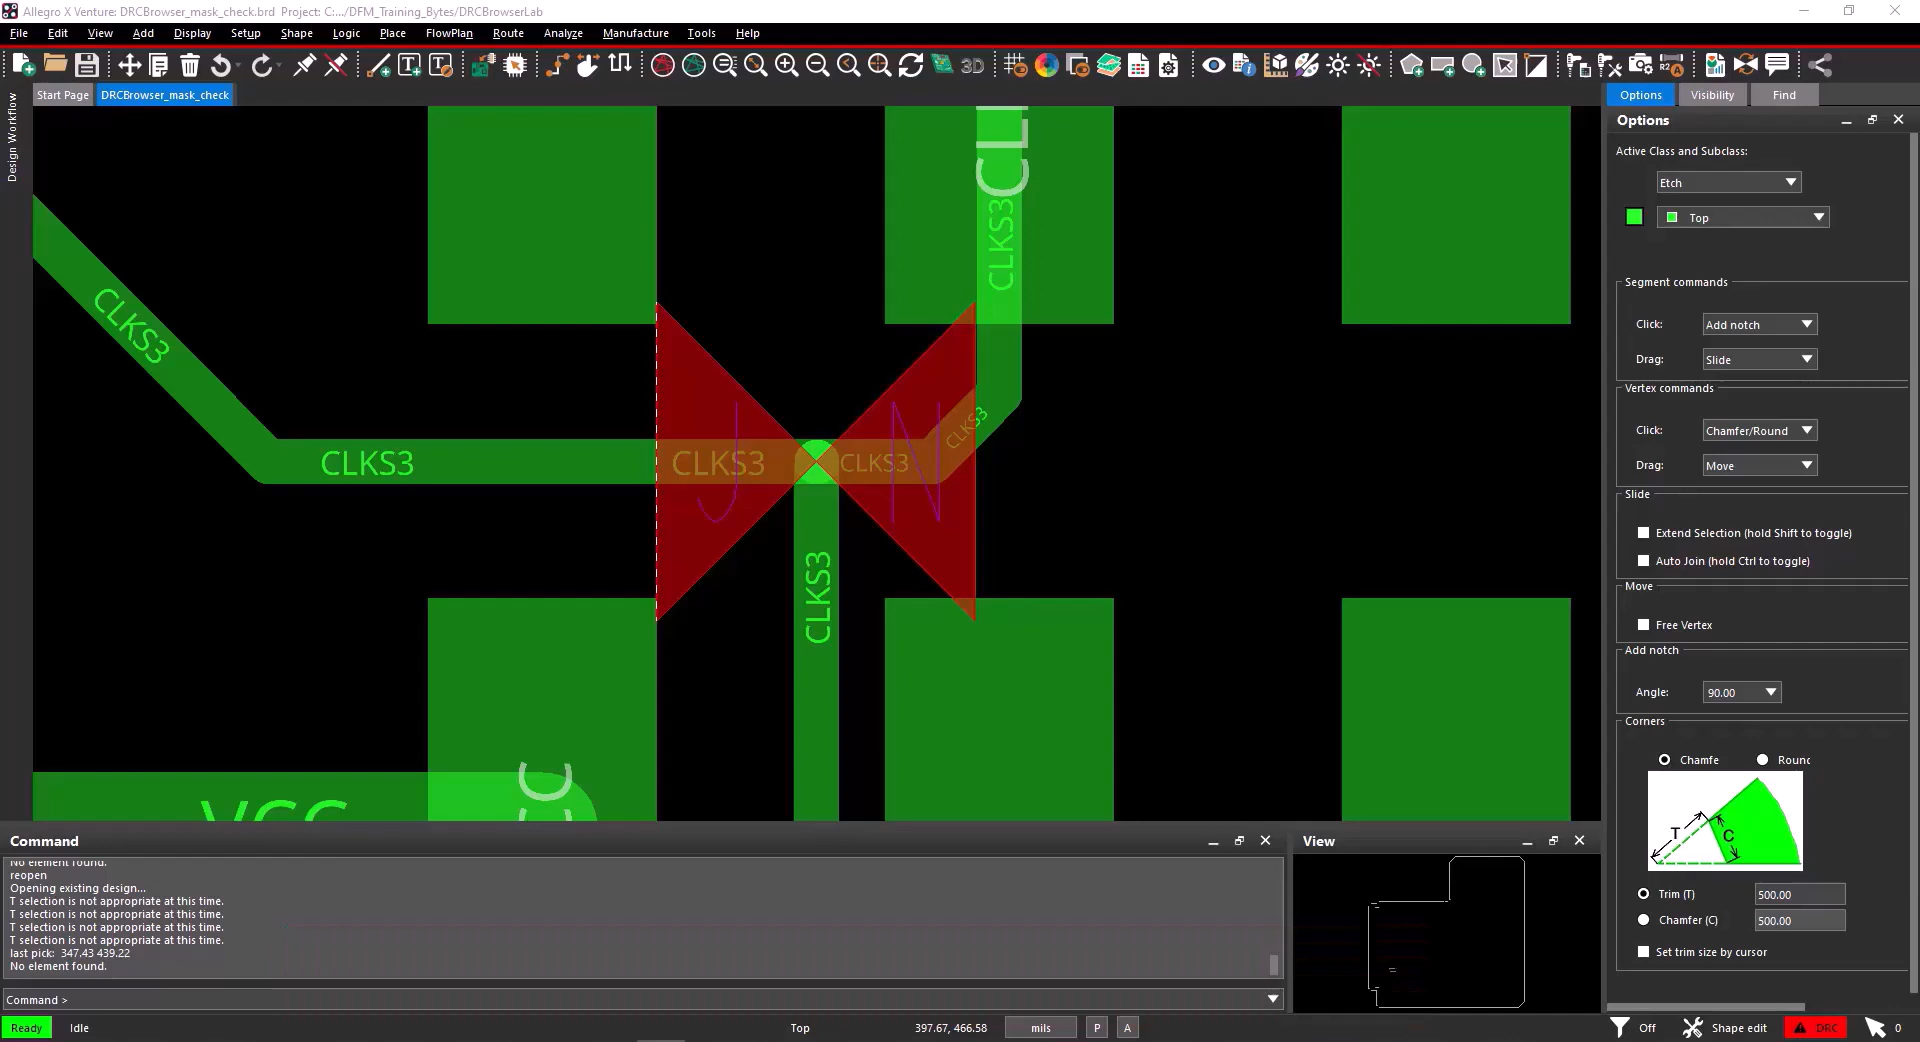 Allegro X Venture: DRCBrowser_mask_check.brd  Project: C:.../DFM_Training_Bytes/DRCBrowserLab
File Edit View Add Display Setup Shape Logic Place FlowPlan Route Analyze Manufacture Tools Help
3D
R2
Start Page DRCBrowser_mask_check
Options Visibility Find
Design Workflow
Options
Active Class and Subclass:
Etch
Top
Segment commands
Click: Add notch
Drag: Slide
Vertex commands
Click: Chamfer/Round
Drag: Move
Slide
Extend Selection (hold Shift to toggle)
Auto Join (hold Ctrl to toggle)
Move
Free Vertex
Add notch
Angle: 90.00
Corners
Chamfe Round
T C
Trim (T) 500.00
Chamfer (C) 500.00
Set trim size by cursor
CL
CLKS3
CLKS3
CLKS3
CLKS3
CLKS3
CLKS3
CLKS3
J N
C
VCC
Command
No element found.
reopen
Opening existing design...
T selection is not appropriate at this time.
T selection is not appropriate at this time.
T selection is not appropriate at this time.
T selection is not appropriate at this time.
last pick:  347.43 439.22
No element found.
Command >
View
Ready Idle Top 397.67, 466.58 mils P A Off Shape edit DRC 0